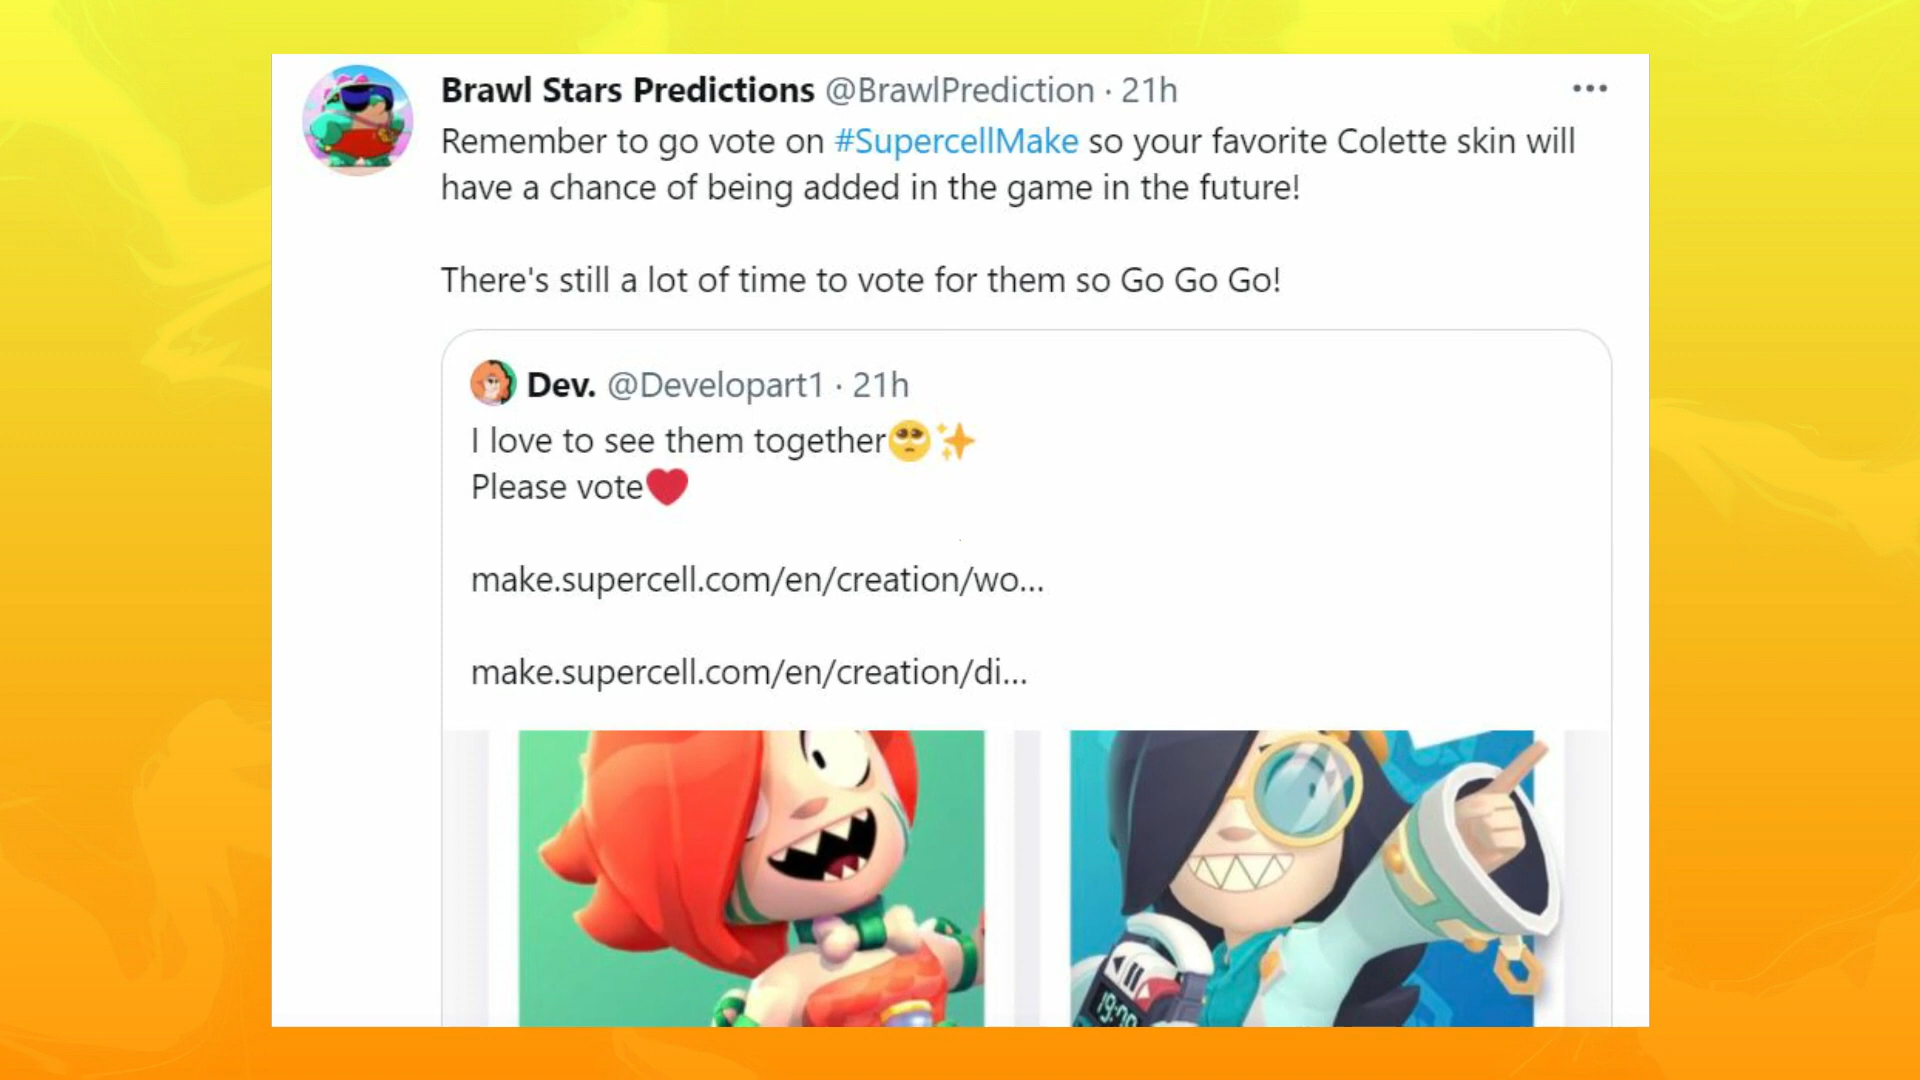 Brawl Stars Predictions @BrawlPrediction · 21h
Remember to go vote on #SupercellMake so your favorite Colette skin will
have a chance of being added in the game in the future!
There's still a lot of time to vote for them so Go Go Go!
Dev. @Developart1 · 21h
I love to see them together🥺✨
Please vote❤️
make.supercell.com/en/creation/wo...
make.supercell.com/en/creation/di...